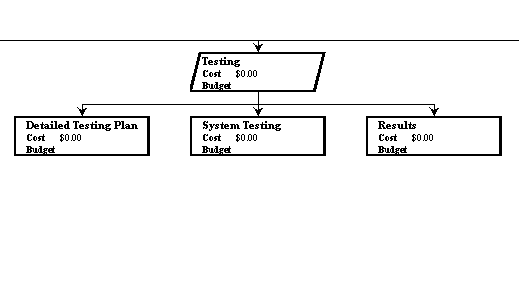 Testing
Cost $0.00
Budget
Detailed Testing Plan
Cost $0.00
Budget
System Testing
Cost $0.00
Budget
Results
Cost $0.00
Budget